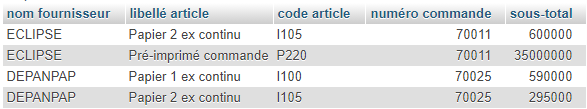 nom fournisseur libellé article code article numéro commande sous-total
ECLIPSE Papier 2 ex continu I105 70011 600000
ECLIPSE Pré-imprimé commande P220 70011 35000000
DEPANPAP Papier 1 ex continu I100 70025 590000
DEPANPAP Papier 2 ex continu I105 70025 295000